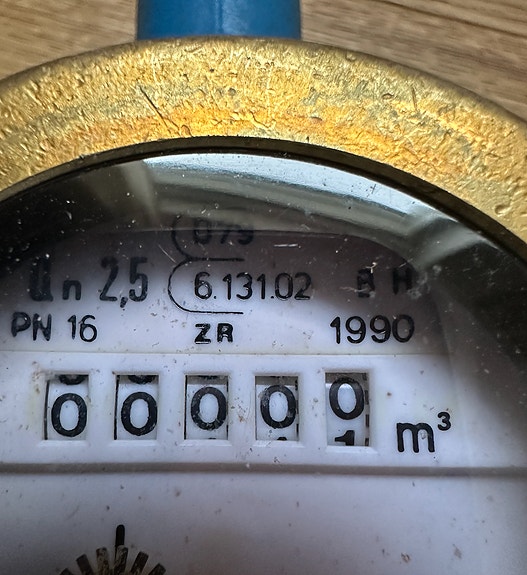 079
Qn 2,5 6.131.02 B H
PN 16 ZR 1990
00000 m³